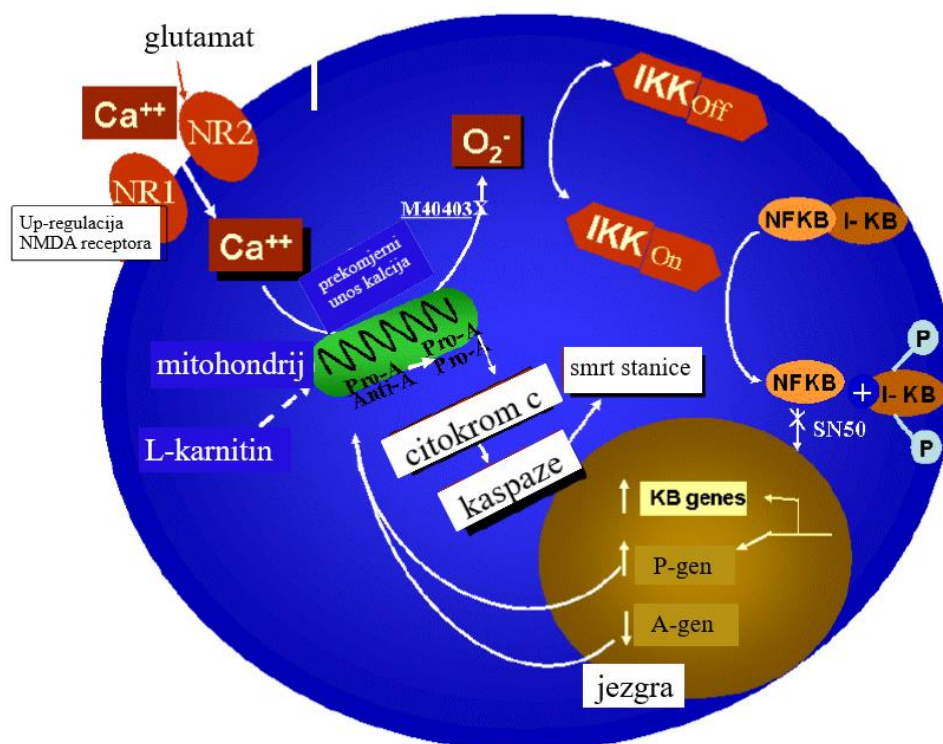 glutamat
Ca++
NR2
NR1
Up-regulacija
NMDA receptora
Ca++
O2-
M40403X
prekomjerni
unos kalcija
mitohondrij
Pro-A
Anti-A
Pro-A
Pro-A
L-karnitin
citokrom c
kaspaze
smrt stanice
IKK Off
IKK On
NFKB I-KB
P
NFKB + I-KB
P
SN50
KB genes
P-gen
A-gen
jezgra